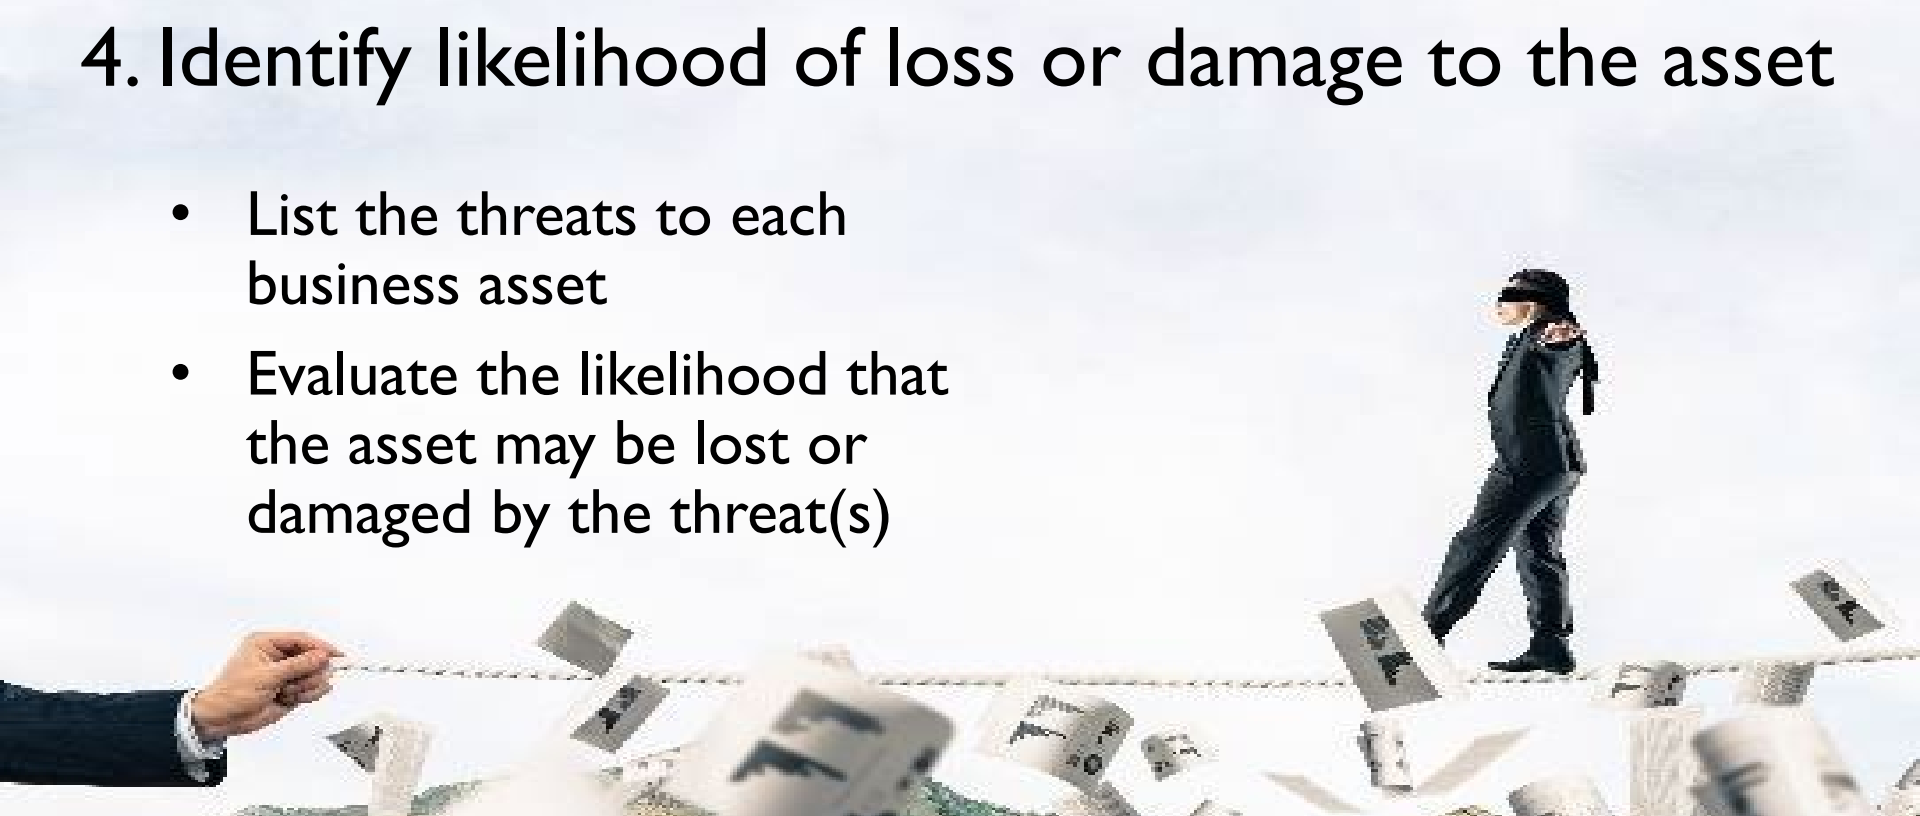 4. Identify likelihood of loss or damage to the asset
• List the threats to each
business asset
• Evaluate the likelihood that
the asset may be lost or
damaged by the threat(s)